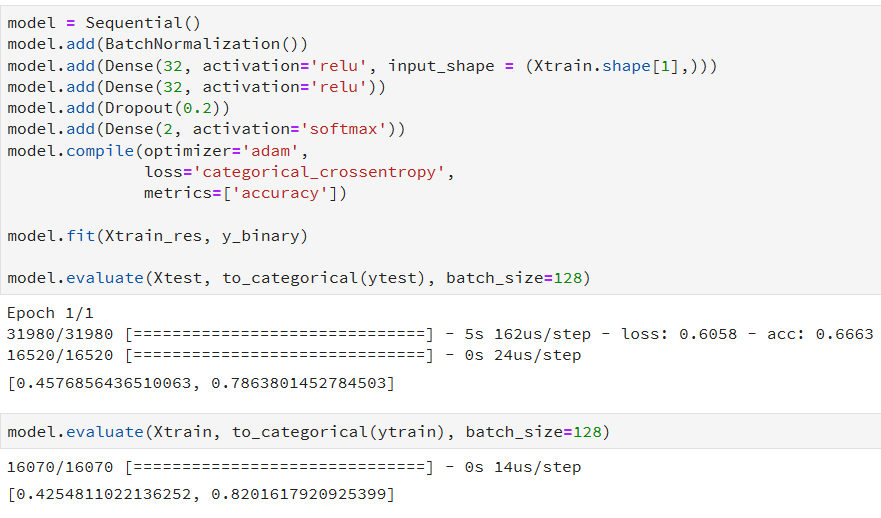 model = Sequential()
model.add(BatchNormalization())
model.add(Dense(32, activation='relu', input_shape = (Xtrain.shape[1],)))
model.add(Dense(32, activation='relu'))
model.add(Dropout(0.2))
model.add(Dense(2, activation='softmax'))
model.compile(optimizer='adam',
              loss='categorical_crossentropy',
              metrics=['accuracy'])
model.fit(Xtrain_res, y_binary)
model.evaluate(Xtest, to_categorical(ytest), batch_size=128)
Epoch 1/1
31980/31980 [==============================] - 5s 162us/step - loss: 0.6058 - acc: 0.6663
16520/16520 [==============================] - 0s 24us/step
[0.4576856436510063, 0.7863801452784503]
model.evaluate(Xtrain, to_categorical(ytrain), batch_size=128)
16070/16070 [==============================] - 0s 14us/step
[0.4254811022136252, 0.8201617920925399]